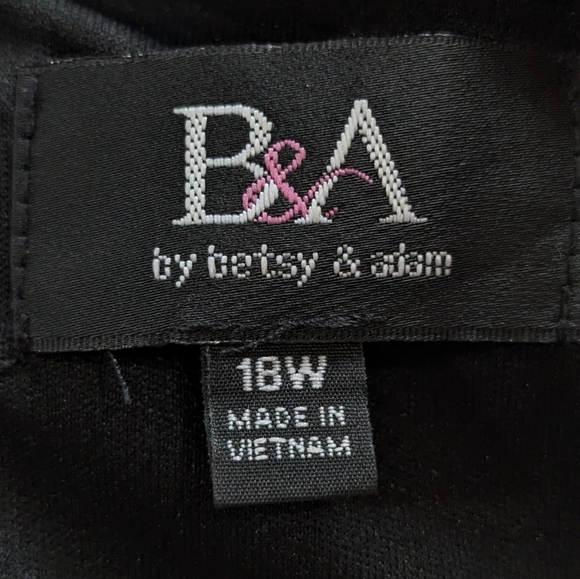 B&A
by betsy & adam
18W
MADE IN
VIETNAM